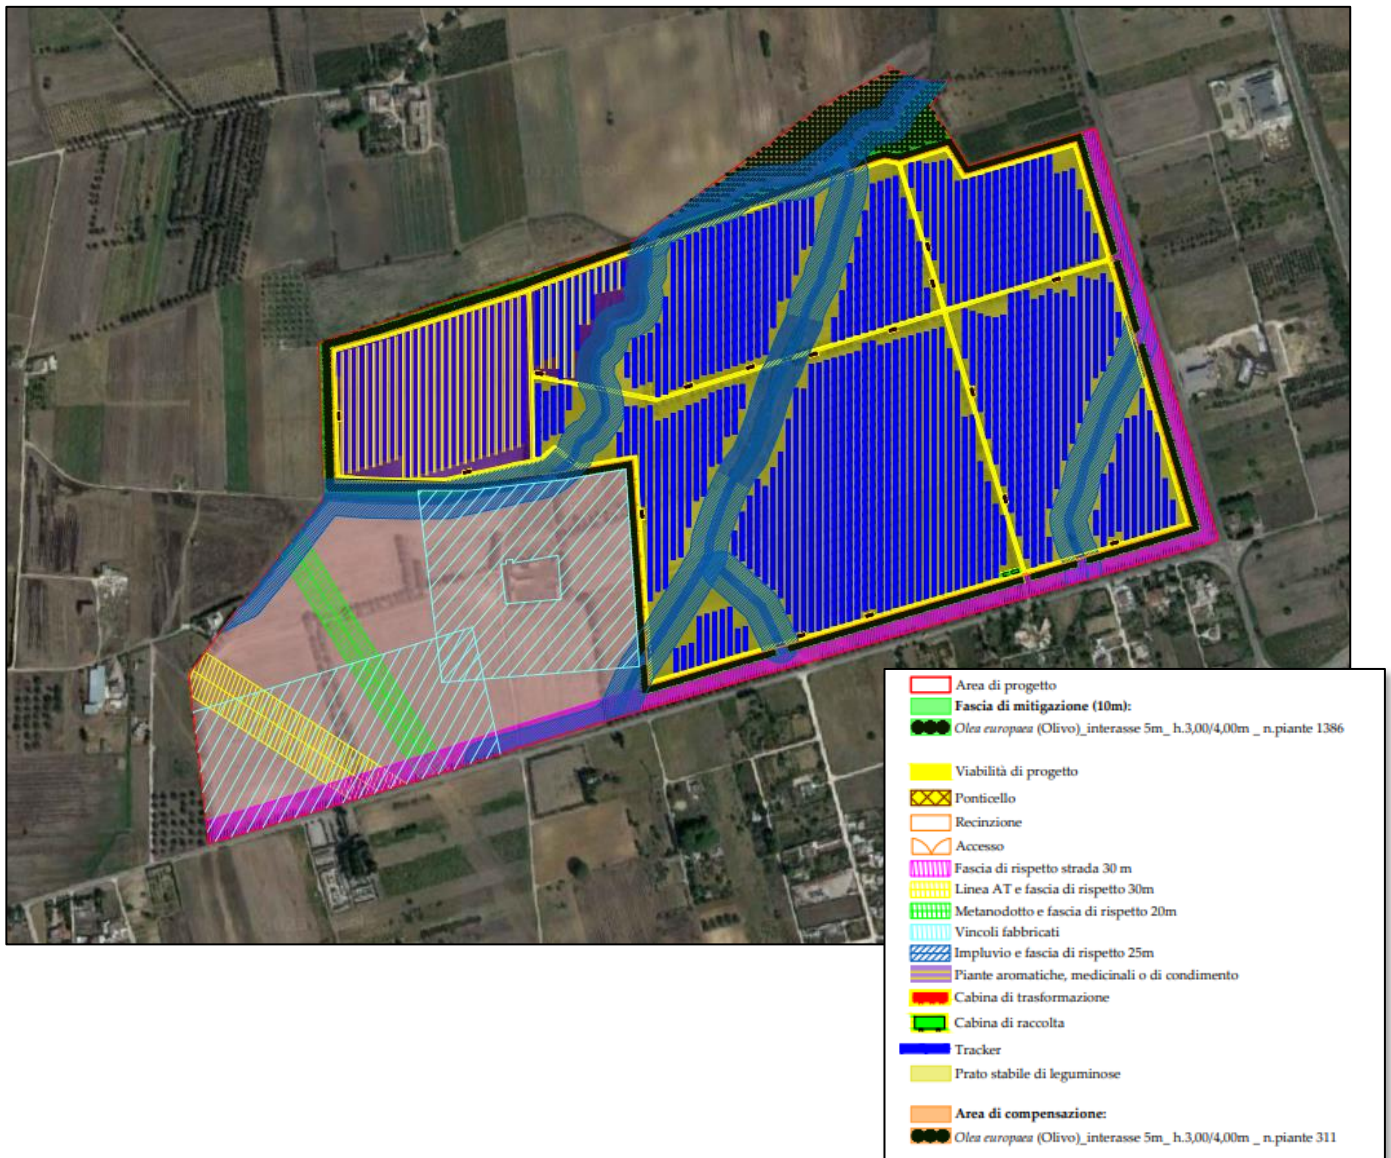 Area di progetto
Fascia di mitigazione (10m):
Olea europaea (Olivo)_interasse 5m_ h.3,00/4,00m _ n.piante 1386
Viabilità di progetto
Ponticello
Recinzione
Accesso
Fascia di rispetto strada 30 m
Linea AT e fascia di rispetto 30m
Metanodotto e fascia di rispetto 20m
Vincoli fabbricati
Impluvio e fascia di rispetto 25m
Piante aromatiche, medicinali o di condimento
Cabina di trasformazione
Cabina di raccolta
Tracker
Prato stabile di leguminose
Area di compensazione:
Olea europaea (Olivo)_interasse 5m_ h.3,00/4,00m _ n.piante 311